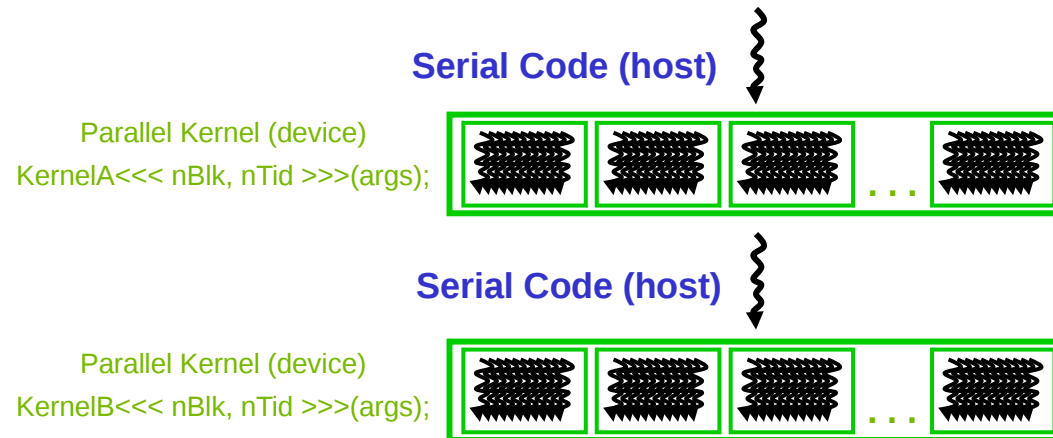 Serial Code (host)
Parallel Kernel (device)
KernelA<<< nBlk, nTid >>>(args);
. . .
Serial Code (host)
Parallel Kernel (device)
KernelB<<< nBlk, nTid >>>(args);
. . .